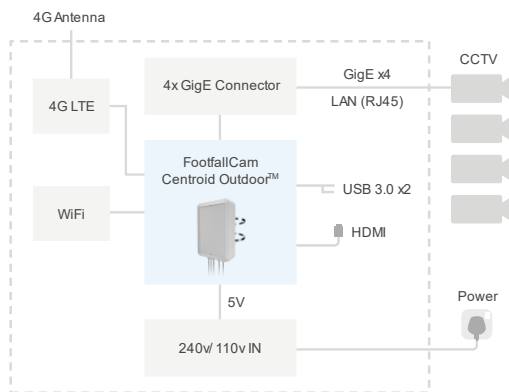 4G Antenna
4G LTE
4x GigE Connector
GigE x4
LAN (RJ45)
CCTV
FootfallCam
Centroid Outdoor™
WiFi
USB 3.0 x2
HDMI
5V
240v/ 110v IN
Power